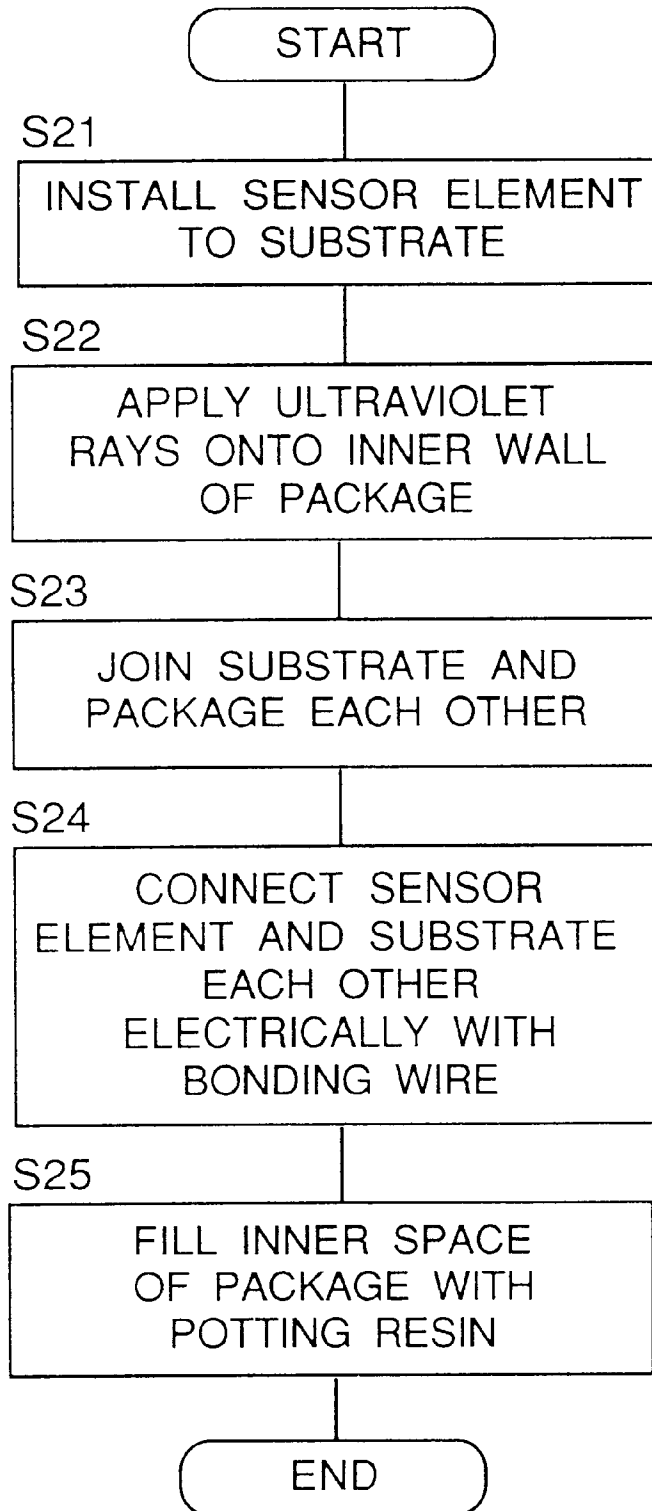 START
S21
INSTALL SENSOR ELEMENT
TO SUBSTRATE
S22
APPLY ULTRAVIOLET
RAYS ONTO INNER WALL
OF PACKAGE
S23
JOIN SUBSTRATE AND
PACKAGE EACH OTHER
S24
CONNECT SENSOR
ELEMENT AND SUBSTRATE
EACH OTHER
ELECTRICALLY WITH
BONDING WIRE
S25
FILL INNER SPACE
OF PACKAGE WITH
POTTING RESIN
END